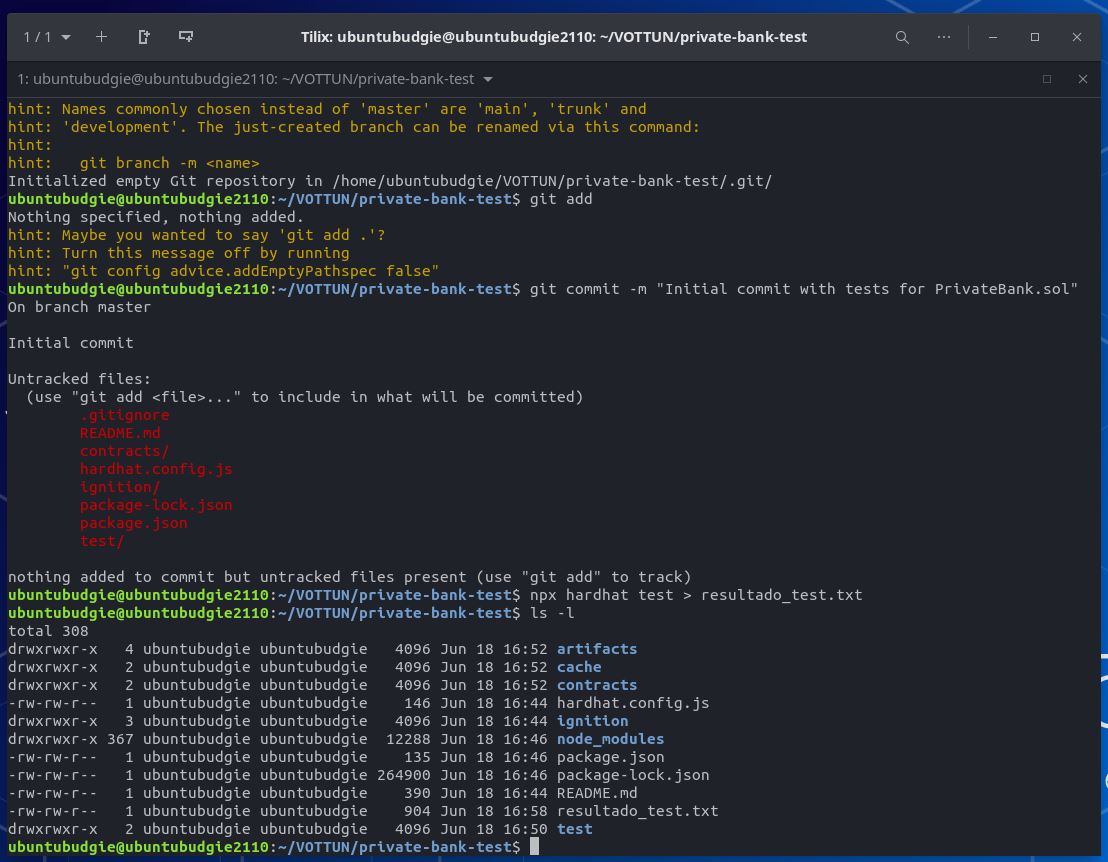 1 / 1
Tilix: ubuntubudgie@ubuntubudgie2110: ~/VOTTUN/private-bank-test
1: ubuntubudgie@ubuntubudgie2110: ~/VOTTUN/private-bank-test
hint: Names commonly chosen instead of 'master' are 'main', 'trunk' and
hint: 'development'. The just-created branch can be renamed via this command:
hint:
hint:   git branch -m <name>
Initialized empty Git repository in /home/ubuntubudgie/VOTTUN/private-bank-test/.git/
ubuntubudgie@ubuntubudgie2110:~/VOTTUN/private-bank-test$ git add
Nothing specified, nothing added.
hint: Maybe you wanted to say 'git add .'?
hint: Turn this message off by running
hint: "git config advice.addEmptyPathspec false"
ubuntubudgie@ubuntubudgie2110:~/VOTTUN/private-bank-test$ git commit -m "Initial commit with tests for PrivateBank.sol"
On branch master
Initial commit
Untracked files:
  (use "git add <file>..." to include in what will be committed)
        .gitignore
        README.md
        contracts/
        hardhat.config.js
        ignition/
        package-lock.json
        package.json
        test/
nothing added to commit but untracked files present (use "git add" to track)
ubuntubudgie@ubuntubudgie2110:~/VOTTUN/private-bank-test$ npx hardhat test > resultado_test.txt
ubuntubudgie@ubuntubudgie2110:~/VOTTUN/private-bank-test$ ls -l
total 308
drwxrwxr-x   4 ubuntubudgie ubuntubudgie   4096 Jun 18 16:52 artifacts
drwxrwxr-x   2 ubuntubudgie ubuntubudgie   4096 Jun 18 16:52 cache
drwxrwxr-x   2 ubuntubudgie ubuntubudgie   4096 Jun 18 16:52 contracts
-rw-rw-r--   1 ubuntubudgie ubuntubudgie    146 Jun 18 16:44 hardhat.config.js
drwxrwxr-x   3 ubuntubudgie ubuntubudgie   4096 Jun 18 16:44 ignition
drwxrwxr-x 367 ubuntubudgie ubuntubudgie  12288 Jun 18 16:46 node_modules
-rw-rw-r--   1 ubuntubudgie ubuntubudgie    135 Jun 18 16:46 package.json
-rw-rw-r--   1 ubuntubudgie ubuntubudgie 264900 Jun 18 16:46 package-lock.json
-rw-rw-r--   1 ubuntubudgie ubuntubudgie    390 Jun 18 16:44 README.md
-rw-rw-r--   1 ubuntubudgie ubuntubudgie    904 Jun 18 16:58 resultado_test.txt
drwxrwxr-x   2 ubuntubudgie ubuntubudgie   4096 Jun 18 16:50 test
ubuntubudgie@ubuntubudgie2110:~/VOTTUN/private-bank-test$